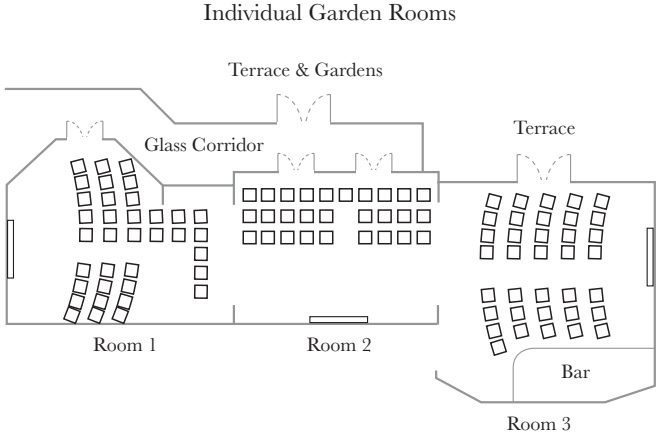 Individual Garden Rooms
Terrace & Gardens
Terrace
Glass Corridor
Room 1
Room 2
Bar
Room 3